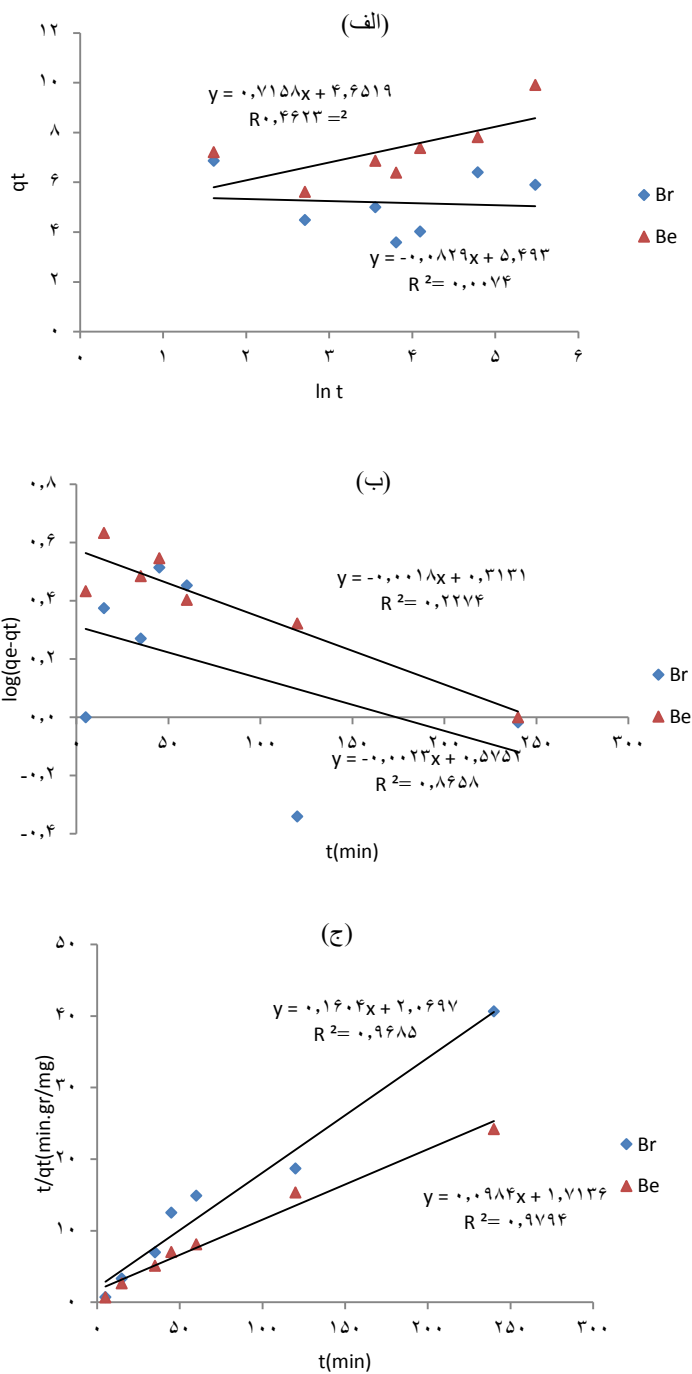 (الف)
qt
۱۲
۱۰
۸
۶
۴
۲
۰
y = ۰,۷۱۵۸x + ۴,۶۵۱۹
R۰,۴۶۲۳ =²
y = -۰,۰۸۲۹x + ۵,۴۹۳
R ²= ۰,۰۰۷۴
Br
Be
۰ ۱ ۲ ۳ ۴ ۵ ۶
ln t
(ب)
log(qe-qt)
۰,۸
۰,۶
۰,۴
۰,۲
۰,۰
-۰,۲
-۰,۴
y = -۰,۰۰۱۸x + ۰,۳۱۳۱
R ²= ۰,۲۲۷۴
Br
Be
۰ ۵۰ ۱۰۰ ۱۵۰ ۲۰۰ ۲۵۰ ۳۰۰
y = -۰,۰۰۲۳x + ۰,۵۷۵۲
R ²= ۰,۸۶۵۸
t(min)
(ج)
t/qt(min.gr/mg)
۵۰
۴۰
۳۰
۲۰
۱۰
۰
y = ۰,۱۶۰۴x + ۲,۰۶۹۷
R ²= ۰,۹۶۸۵
Br
Be
y = ۰,۰۹۸۴x + ۱,۷۱۳۶
R ²= ۰,۹۷۹۴
۰ ۵۰ ۱۰۰ ۱۵۰ ۲۰۰ ۲۵۰ ۳۰۰
t(min)